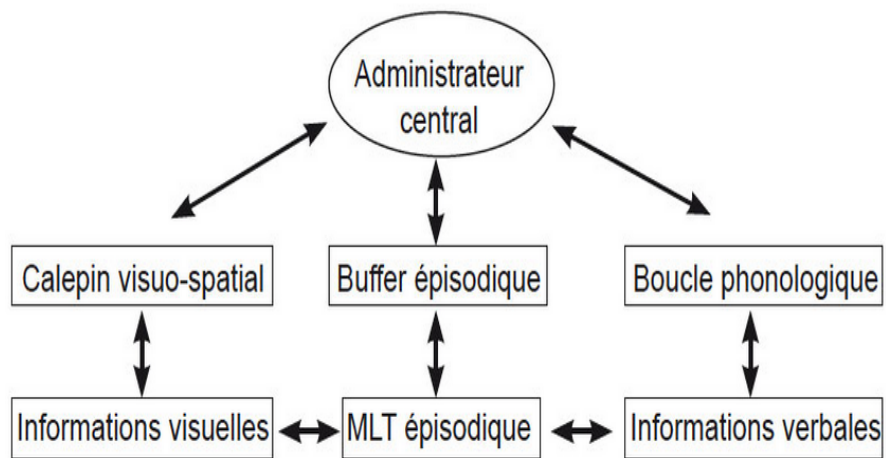 Administrateur
central
Calepin visuo-spatial
Buffer épisodique
Boucle phonologique
Informations visuelles
MLT épisodique
Informations verbales